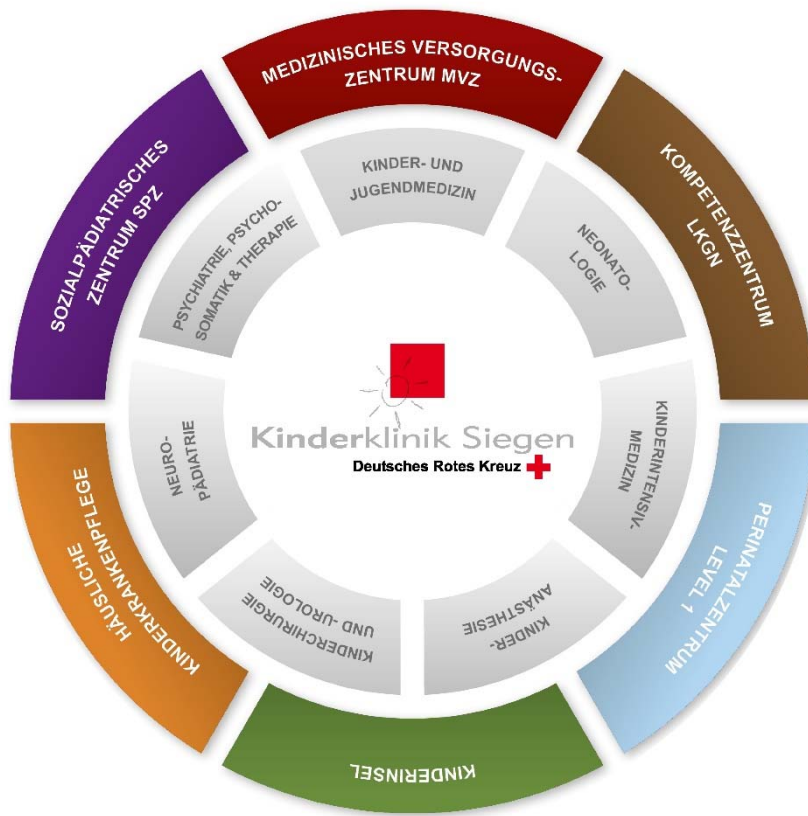 MEDIZINISCHES VERSORGUNGS-
ZENTRUM MVZ
KOMPETENZZENTRUM
LKGN
PERINATALZENTRUM
LEVEL 1
KINDERINSEL
HÄUSLICHE
KINDERKRANKENPFLEGE
SOZIALPÄDIATRISCHES
ZENTRUM SPZ
KINDER- UND
JUGENDMEDIZIN
NEONATO-
LOGIE
KINDERINTENSIV-
MEDIZIN
KINDER-
ANÄSTHESIE
KINDERCHIRURGIE
UND -UROLOGIE
NEURO-
PÄDIATRIE
PSYCHIATRIE, PSYCHO-
SOMATIK & THERAPIE
Kinderklinik Siegen
Deutsches Rotes Kreuz